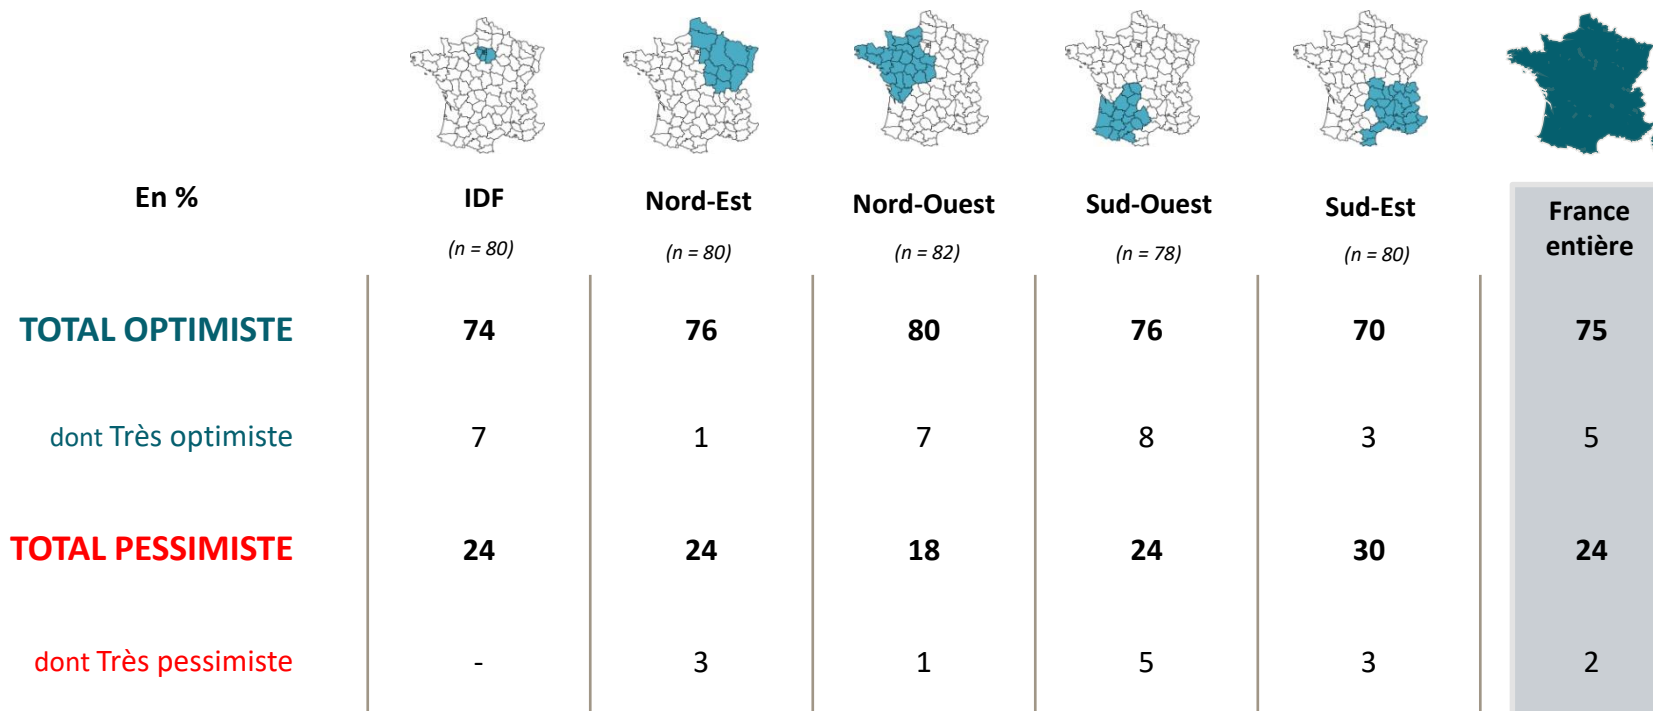 En %
IDF
Nord-Est
Nord-Ouest
Sud-Ouest
Sud-Est
France
entière
(n = 80)
(n = 80)
(n = 82)
(n = 78)
(n = 80)
TOTAL OPTIMISTE 74 76 80 76 70 75
dont Très optimiste 7 1 7 8 3 5
TOTAL PESSIMISTE 24 24 18 24 30 24
dont Très pessimiste - 3 1 5 3 2